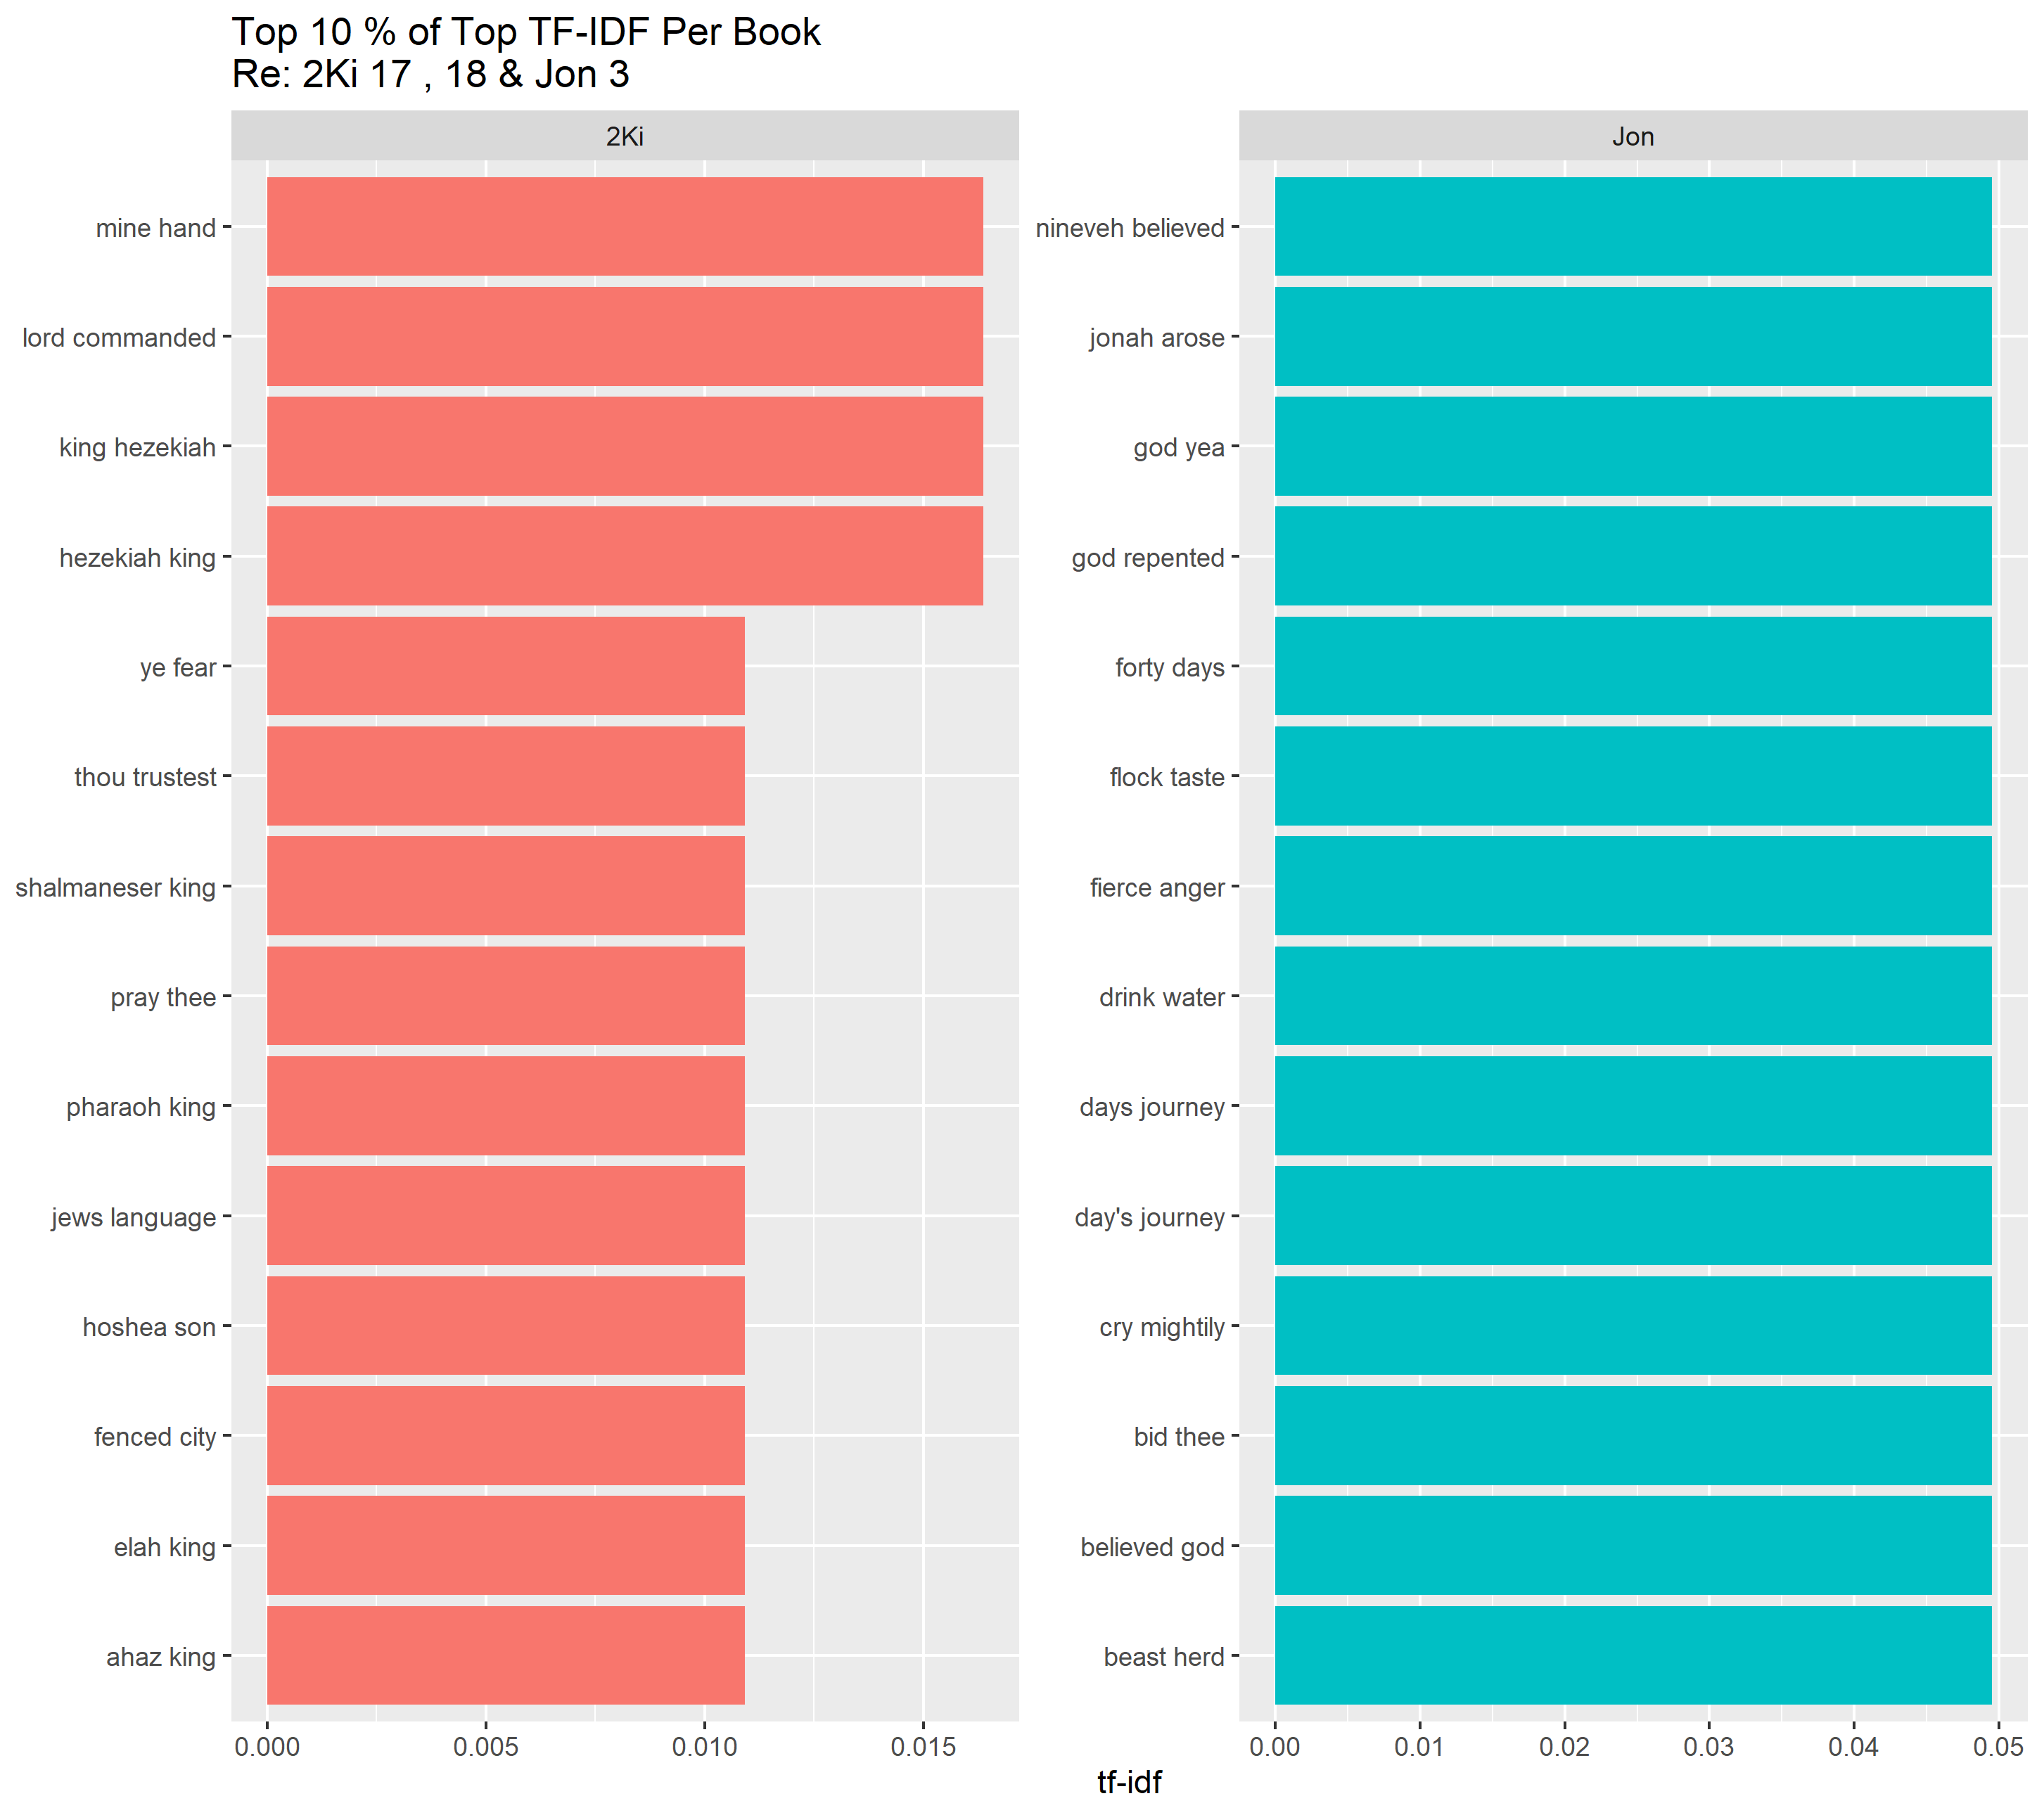 Top 10 % of Top TF-IDF Per Book
Re: 2Ki 17 , 18 & Jon 3
2Ki
mine hand
lord commanded
king hezekiah
hezekiah king
ye fear
thou trustest
shalmaneser king
pray thee
pharaoh king
jews language
hoshea son
fenced city
elah king
ahaz king
0.000 0.005 0.010 0.015
Jon
nineveh believed
jonah arose
god yea
god repented
forty days
flock taste
fierce anger
drink water
days journey
day's journey
cry mightily
bid thee
believed god
beast herd
0.00 0.01 0.02 0.03 0.04 0.05
tf-idf